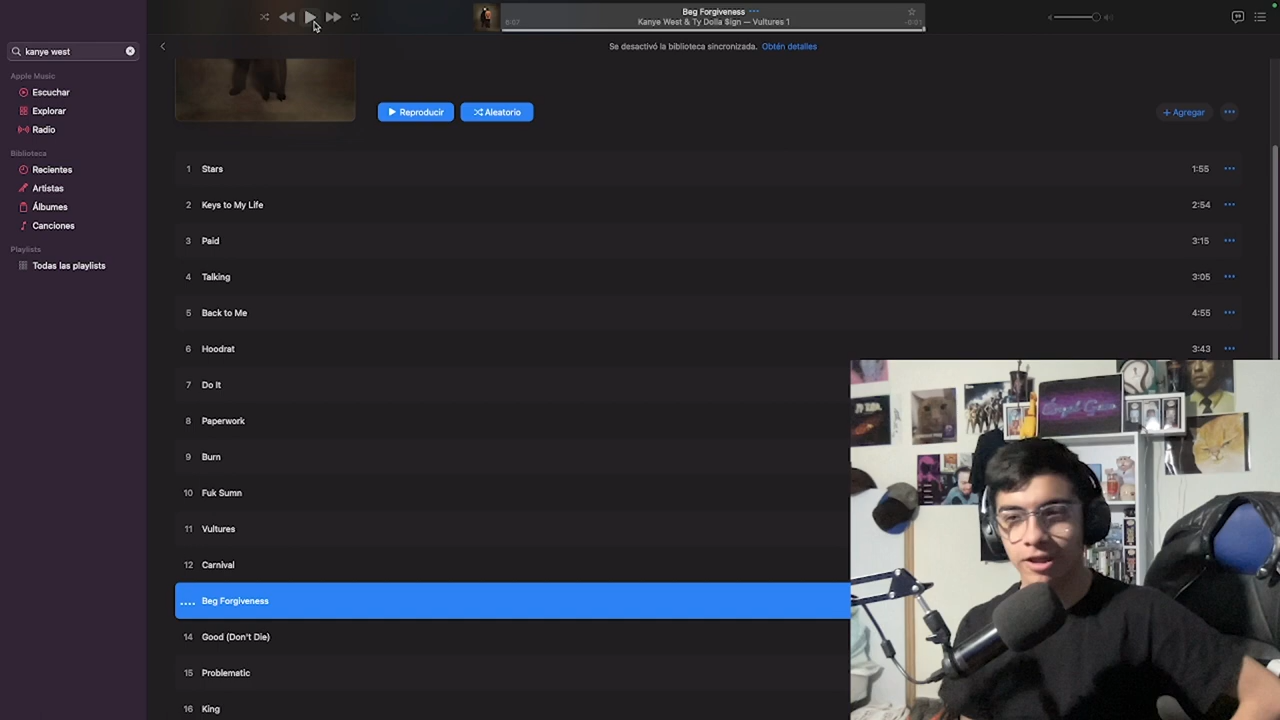 Beg Forgiveness
Kanye West & Ty Dolla $ign — Vultures 1
6:07
-0:01
kanye west
Se desactivó la biblioteca sincronizada. Obtén detalles
Apple Music
Escuchar
Explorar
Radio
Biblioteca
Recientes
Artistas
Álbumes
Canciones
Playlists
Todas las playlists
Reproducir
Aleatorio
+ Agregar
1 Stars 1:55
2 Keys to My Life 2:54
3 Paid 3:15
4 Talking 3:05
5 Back to Me 4:55
6 Hoodrat 3:43
7 Do It
8 Paperwork
9 Burn
10 Fuk Sumn
11 Vultures
12 Carnival
Beg Forgiveness
14 Good (Don't Die)
15 Problematic
16 King